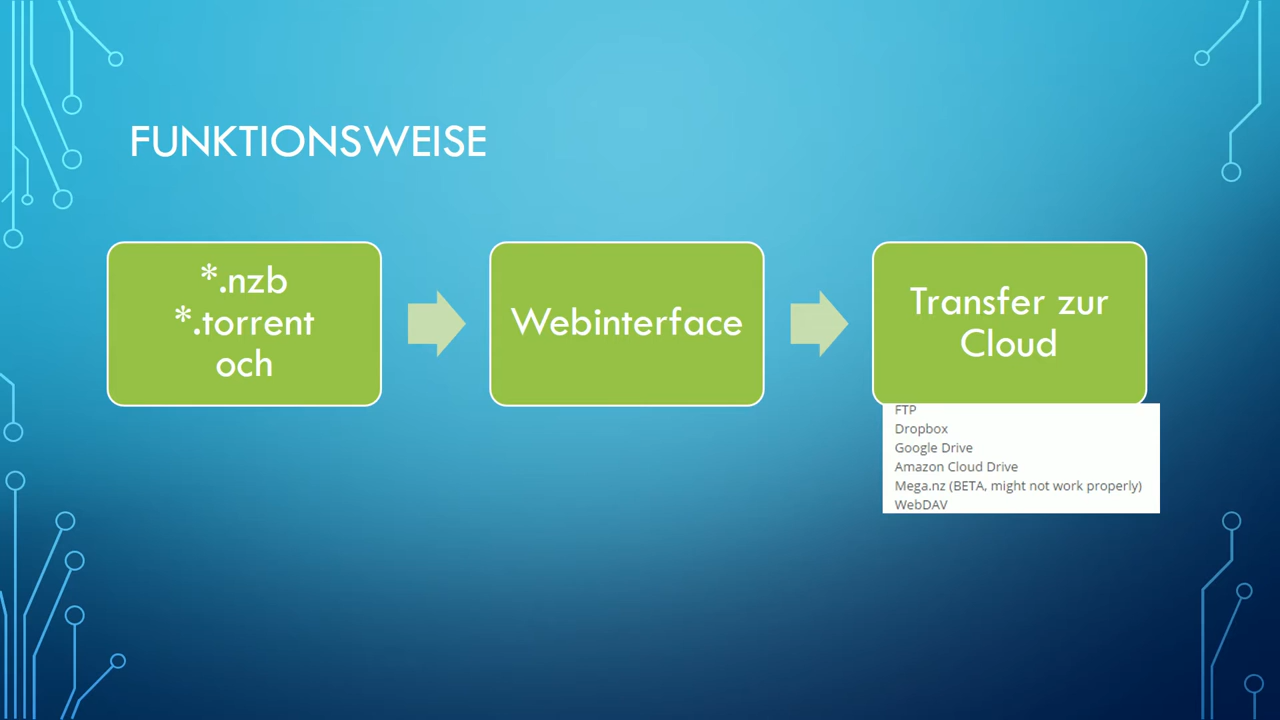 FUNKTIONSWEISE
*.nzb
*.torrent
och
Webinterface
Transfer zur
Cloud
FTP
Dropbox
Google Drive
Amazon Cloud Drive
Mega.nz (BETA, might not work properly)
WebDAV